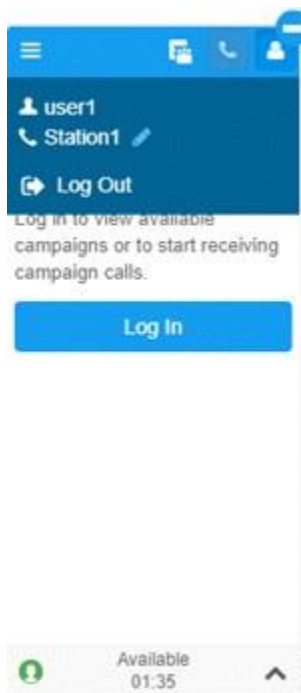 user1
Station1
Log Out
Log in to view available
campaigns or to start receiving
campaign calls.
Log In
Available
01:35